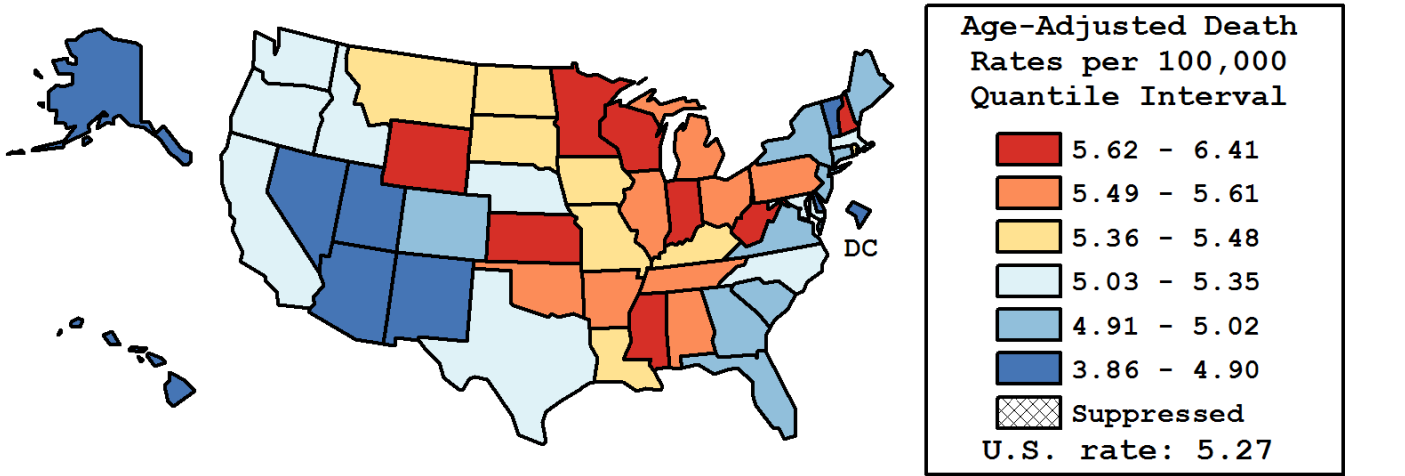 Age-Adjusted Death
Rates per 100,000
Quantile Interval
5.62 - 6.41
5.49 - 5.61
5.36 - 5.48
5.03 - 5.35
4.91 - 5.02
3.86 - 4.90
Suppressed
U.S. rate: 5.27
DC